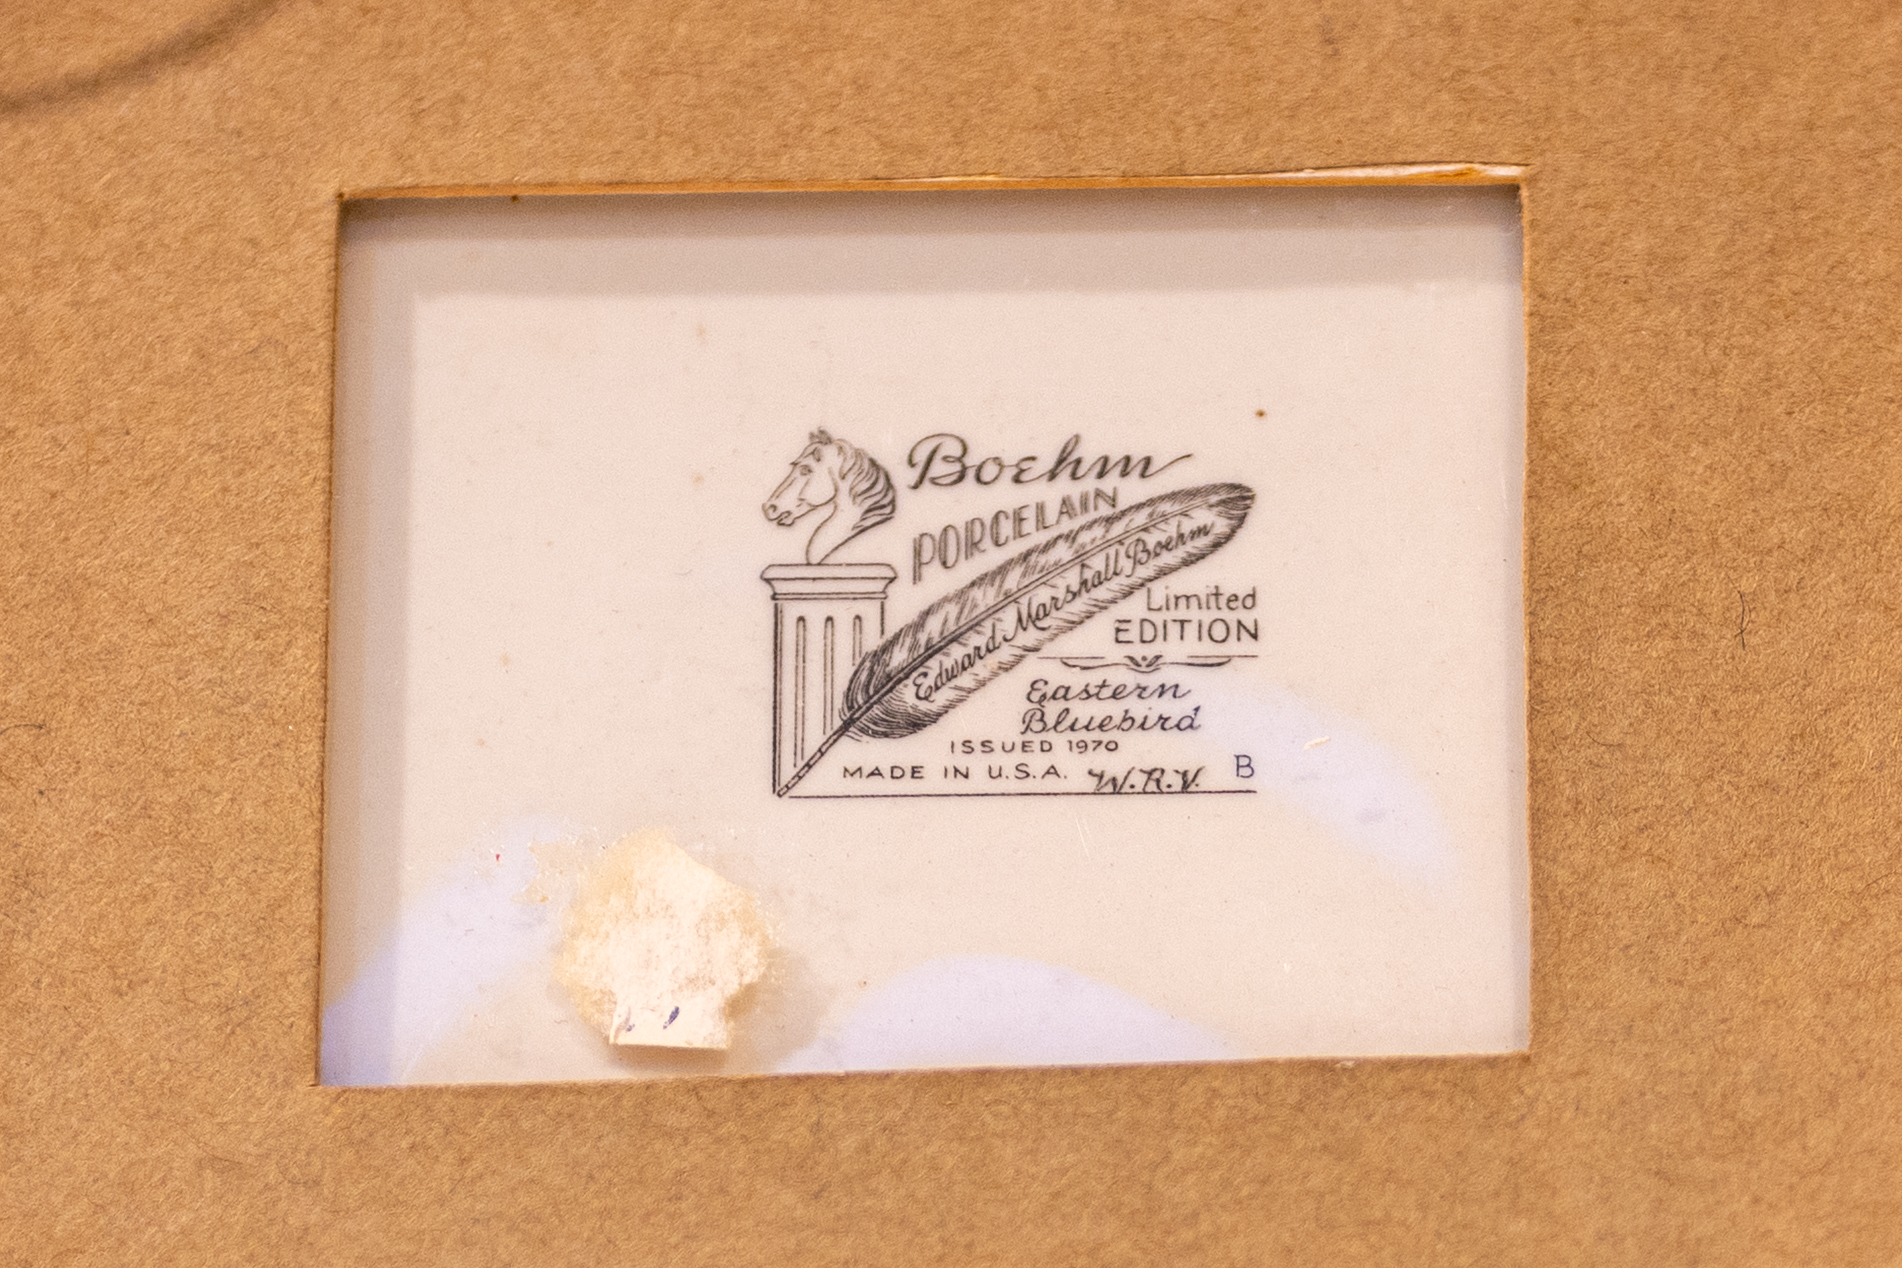 Boehm
PORCELAIN
Edward Marshall Boehm
Limited
EDITION
Eastern
Bluebird
ISSUED 1970
MADE IN U.S.A. W.R.V. B